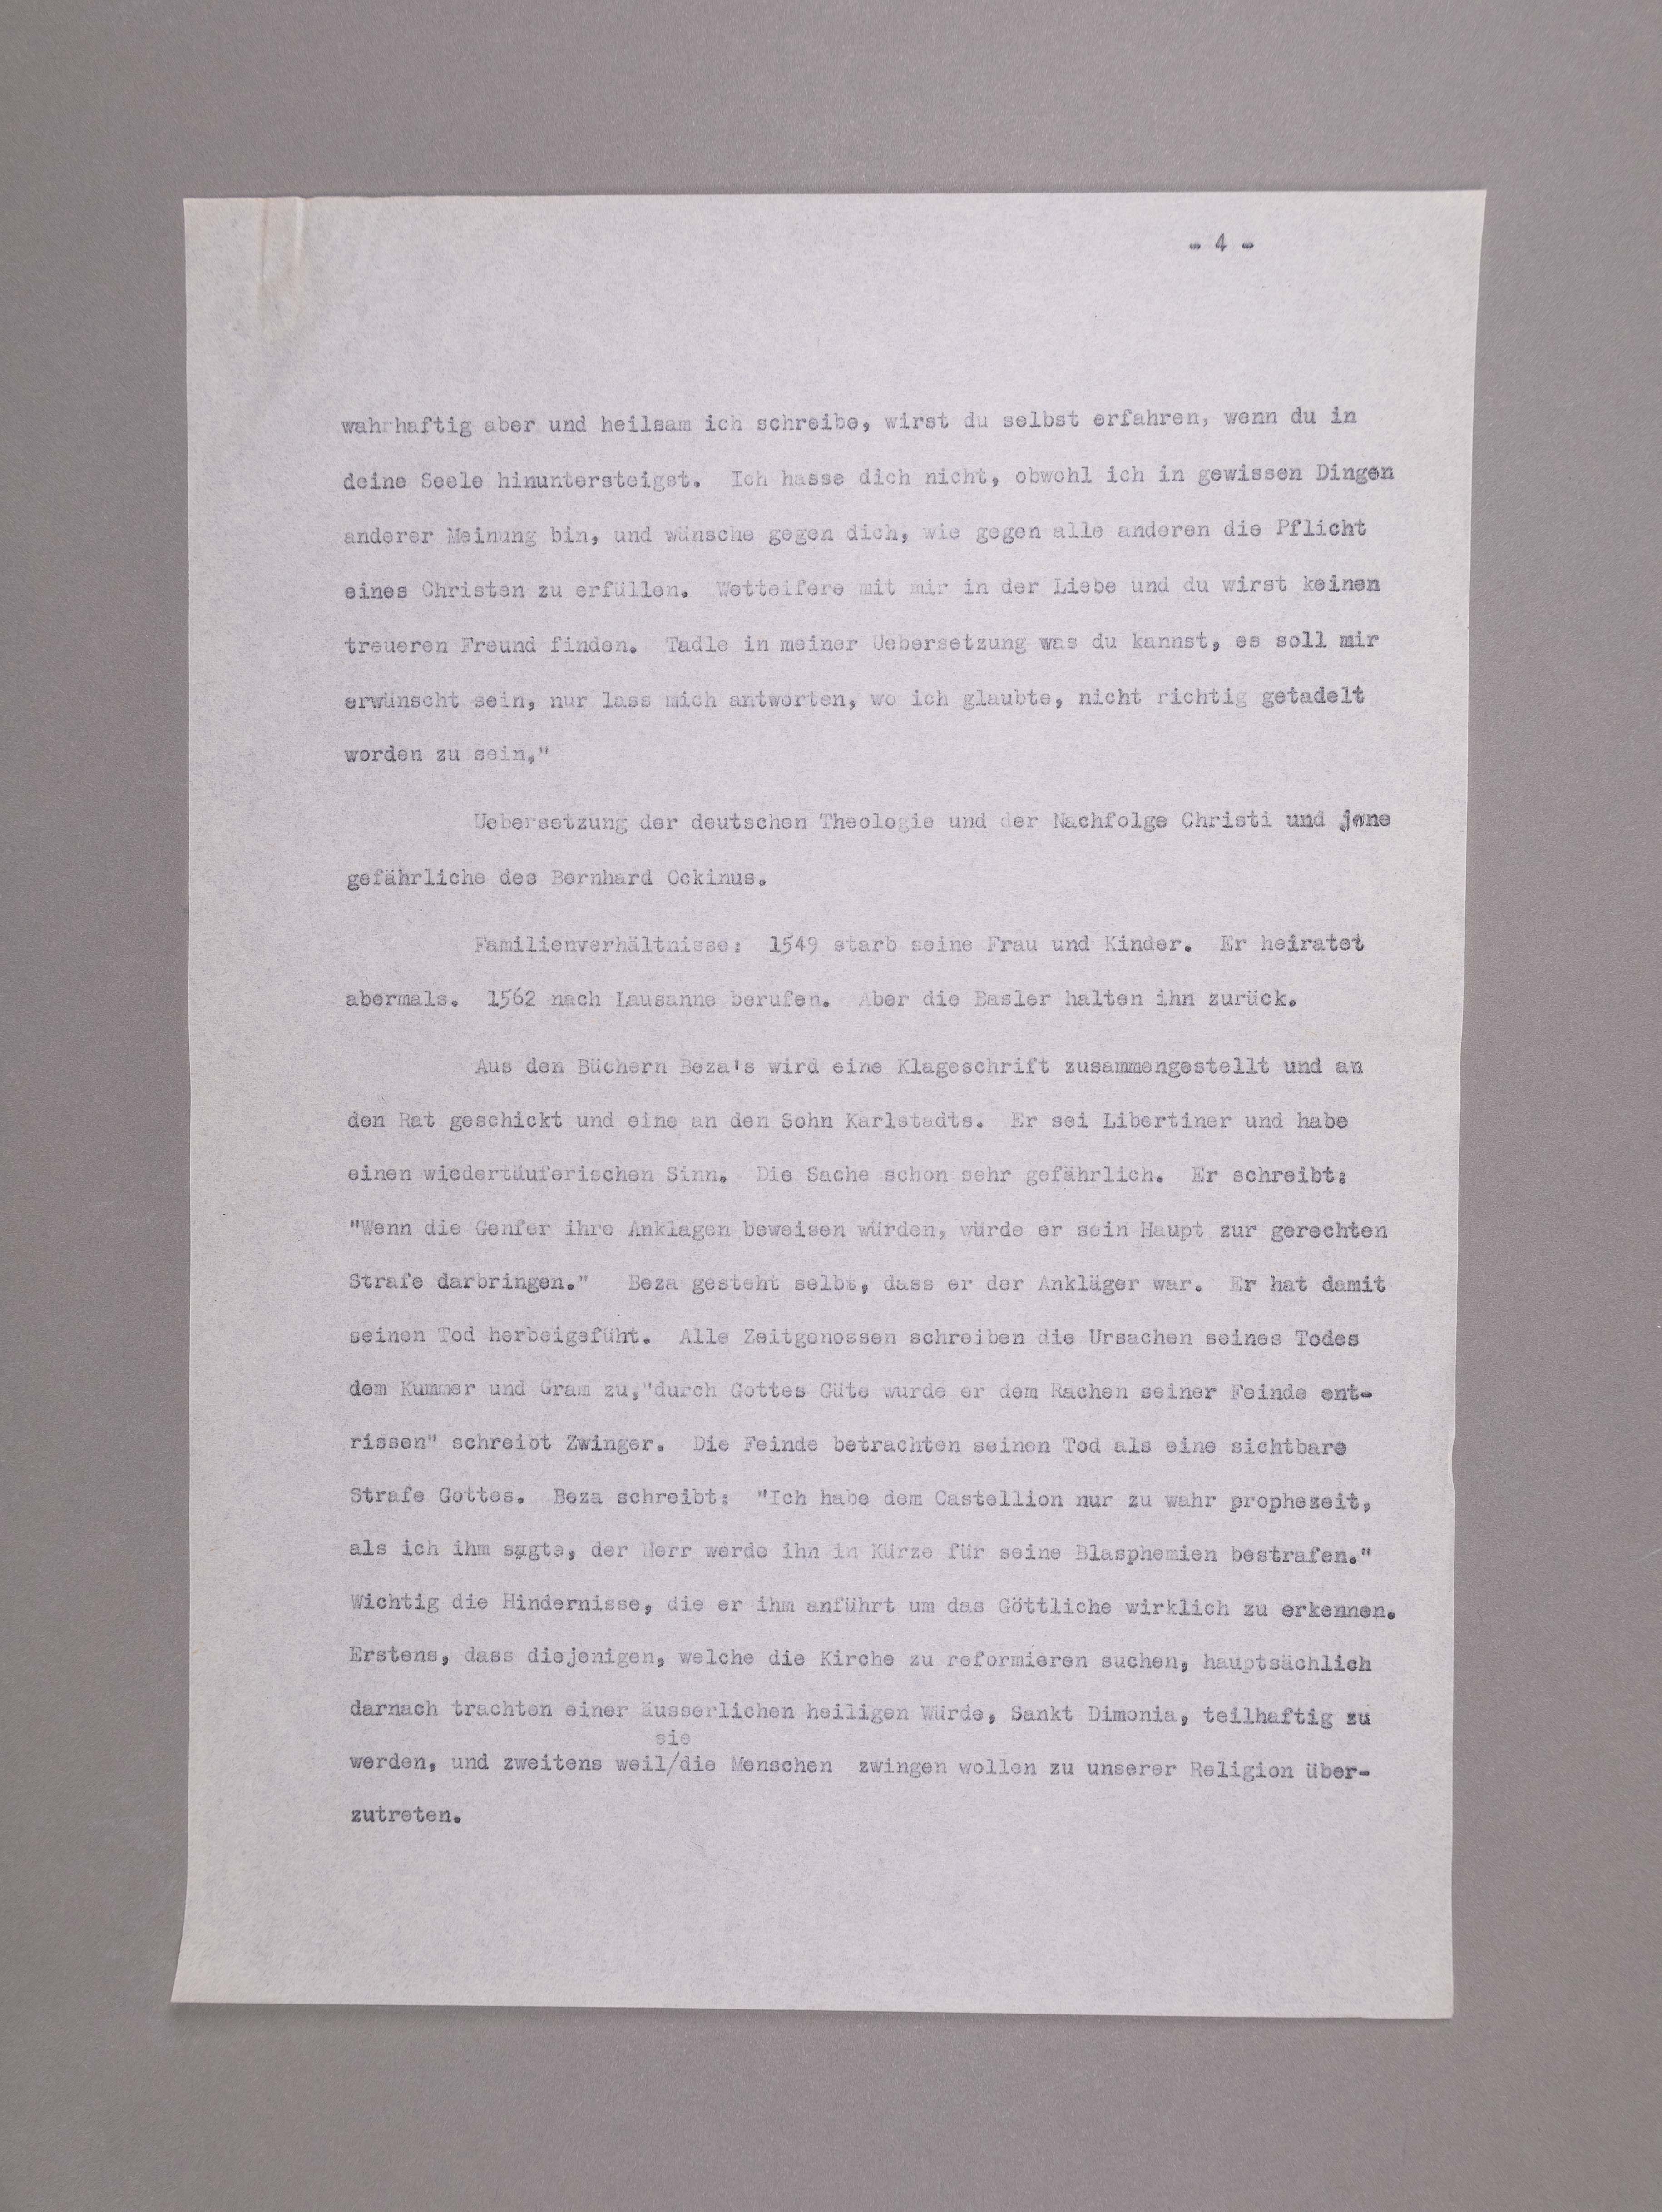 - 4 -
wahrhaftig aber und heilsam ich schreibe, wirst du selbst erfahren, wenn du in
deine Seele hinuntersteigst. Ich hasse dich nicht, obwohl ich in gewissen Dingen
anderer Meinung bin, und wünsche gegen dich, wie gegen alle anderen die Pflicht
eines Christen zu erfüllen. Wetteifere mit mir in der Liebe und du wirst keinen
treueren Freund finden. Tadle in meiner Uebersetzung was du kannst, es soll mir
erwünscht sein, nur lass mich antworten, wo ich glaubte, nicht richtig getadelt
worden zu sein."
Uebersetzung der deutschen Theologie und der Nachfolge Christi und jene
gefährliche des Bernhard Ockinus.
Familienverhältnisse: 1549 starb seine Frau und Kinder. Er heiratet
abermals. 1562 nach Lausanne berufen. Aber die Basler halten ihn zurück.
Aus den Büchern Beza's wird eine Klageschrift zusammengestellt und an
den Rat geschickt und eine an den Sohn Karlstadts. Er sei Libertiner und habe
einen wiedertäuferischen Sinn. Die Sache schon sehr gefährlich. Er schreibt:
"Wenn die Genfer ihre Anklagen beweisen würden, würde er sein Haupt zur gerechten
Strafe darbringen." Beza gesteht selbt, dass er der Ankläger war. Er hat damit
seinen Tod herbeigefüht. Alle Zeitgenossen schreiben die Ursachen seines Todes
dem Kummer und Gram zu,"durch Gottes Güte wurde er dem Rachen seiner Feinde ent-
rissen" schreibt Zwinger. Die Feinde betrachten seinen Tod als eine sichtbare
Strafe Gottes. Beza schreibt: "Ich habe dem Castellion nur zu wahr prophezeit,
als ich ihm sagte, der Herr werde ihn in Kürze für seine Blasphemien bestrafen."
Wichtig die Hindernisse, die er ihm anführt um das Göttliche wirklich zu erkennen.
Erstens, dass diejenigen, welche die Kirche zu reformieren suchen, hauptsächlich
darnach trachten einer äusserlichen heiligen Würde, Sankt Dimonia, teilhaftig zu
sie
werden, und zweitens weil/die Menschen zwingen wollen zu unserer Religion über-
zutreten.